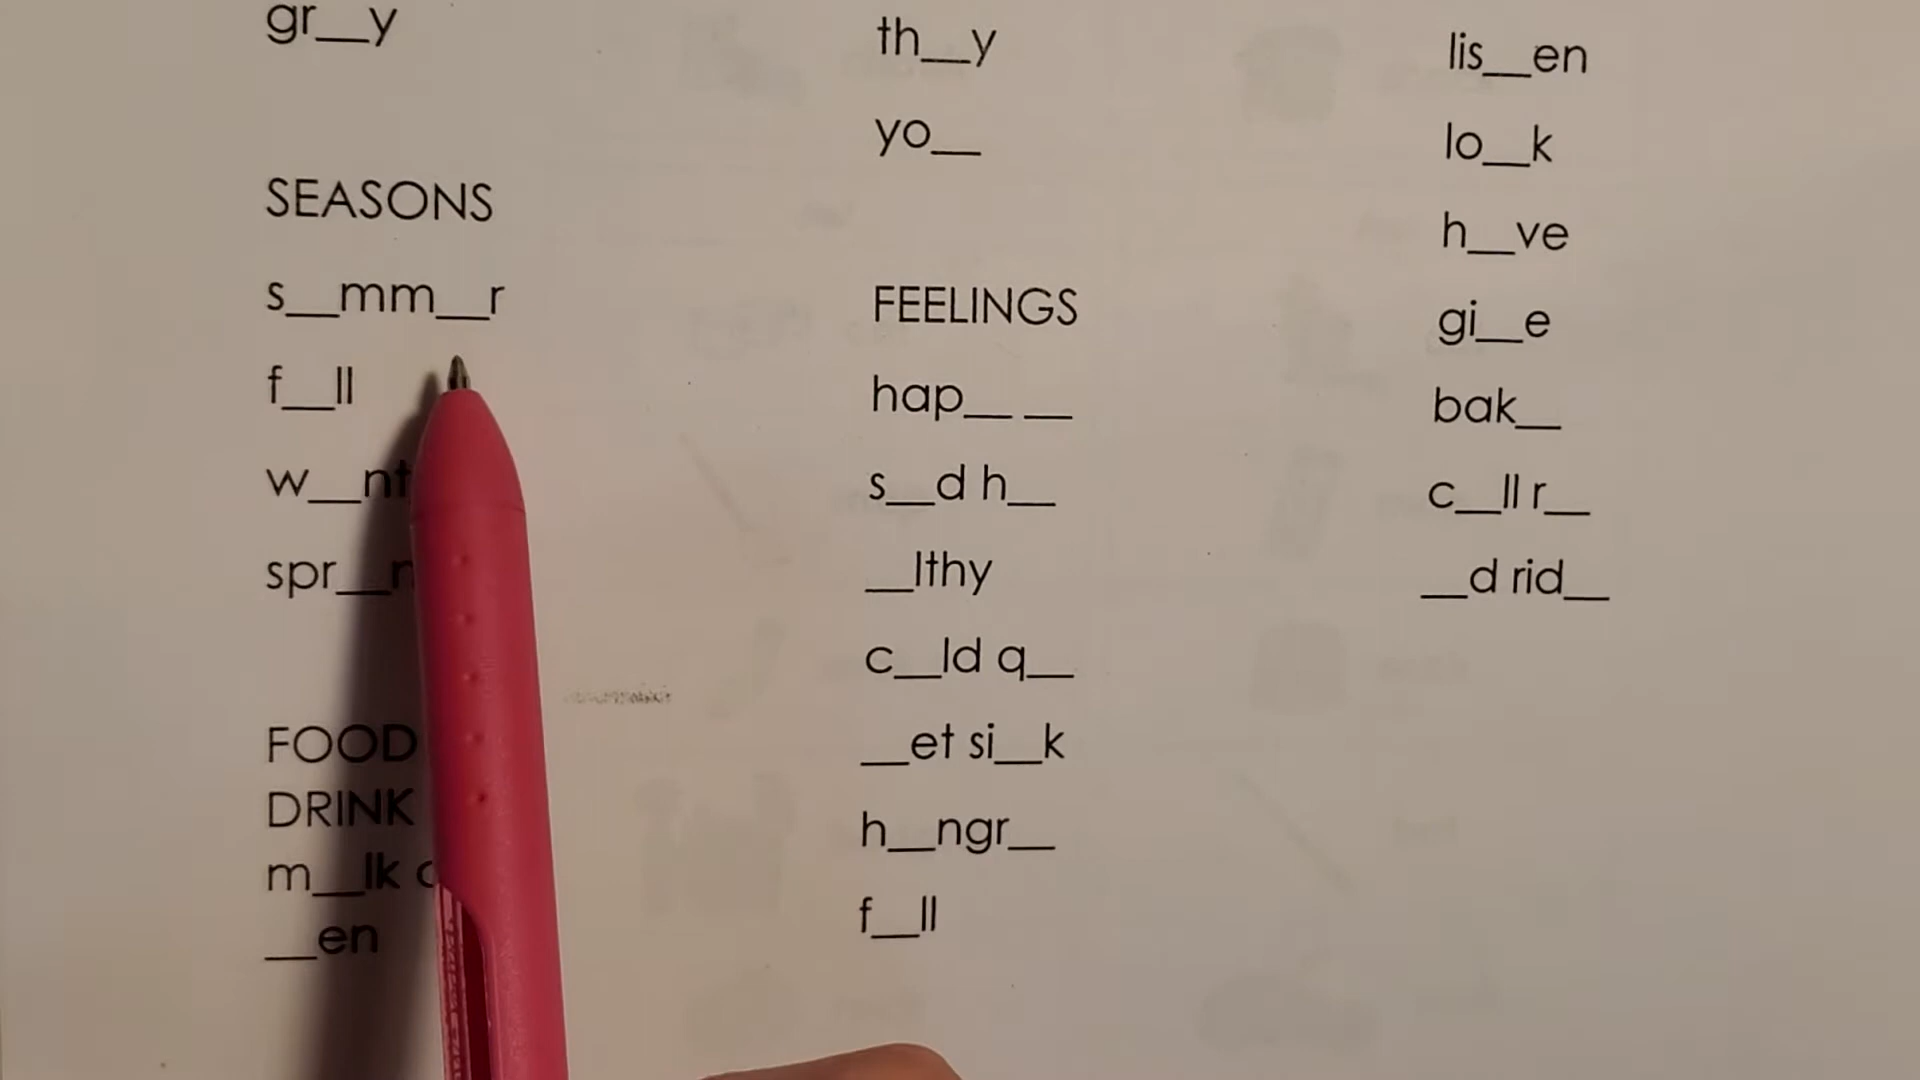 gr__y
SEASONS
s__mm__r
f__ll
w__nt
spr__n
FOOD
DRINK
m__lk
__en
th__y
yo__
FEELINGS
hap__ __
s__d h__
__lthy
c__ld q__
__et si__k
h__ngr__
f__ll
lis__en
lo__k
h__ve
gi__e
bak__
c__ll r__
__d rid__